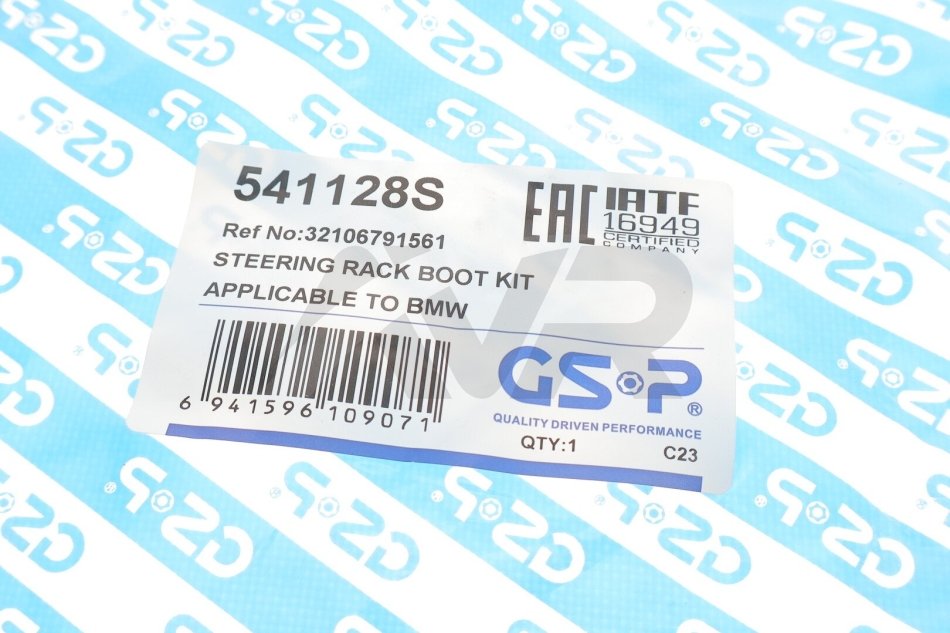 541128S
EAC
IATF
16949
CERTIFIED
COMPANY
Ref No:32106791561
STEERING RACK BOOT KIT
APPLICABLE TO BMW
6 941596 109071
GS·P®
QUALITY DRIVEN PERFORMANCE
QTY:1
C23